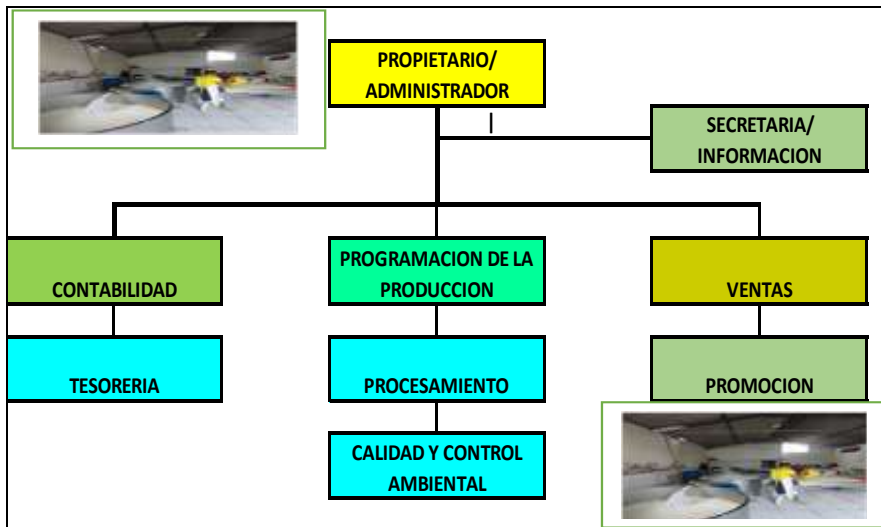 PROPIETARIO/
ADMINISTRADOR
SECRETARIA/
INFORMACION
CONTABILIDAD
PROGRAMACION DE LA
PRODUCCION
VENTAS
TESORERIA
PROCESAMIENTO
PROMOCION
CALIDAD Y CONTROL
AMBIENTAL